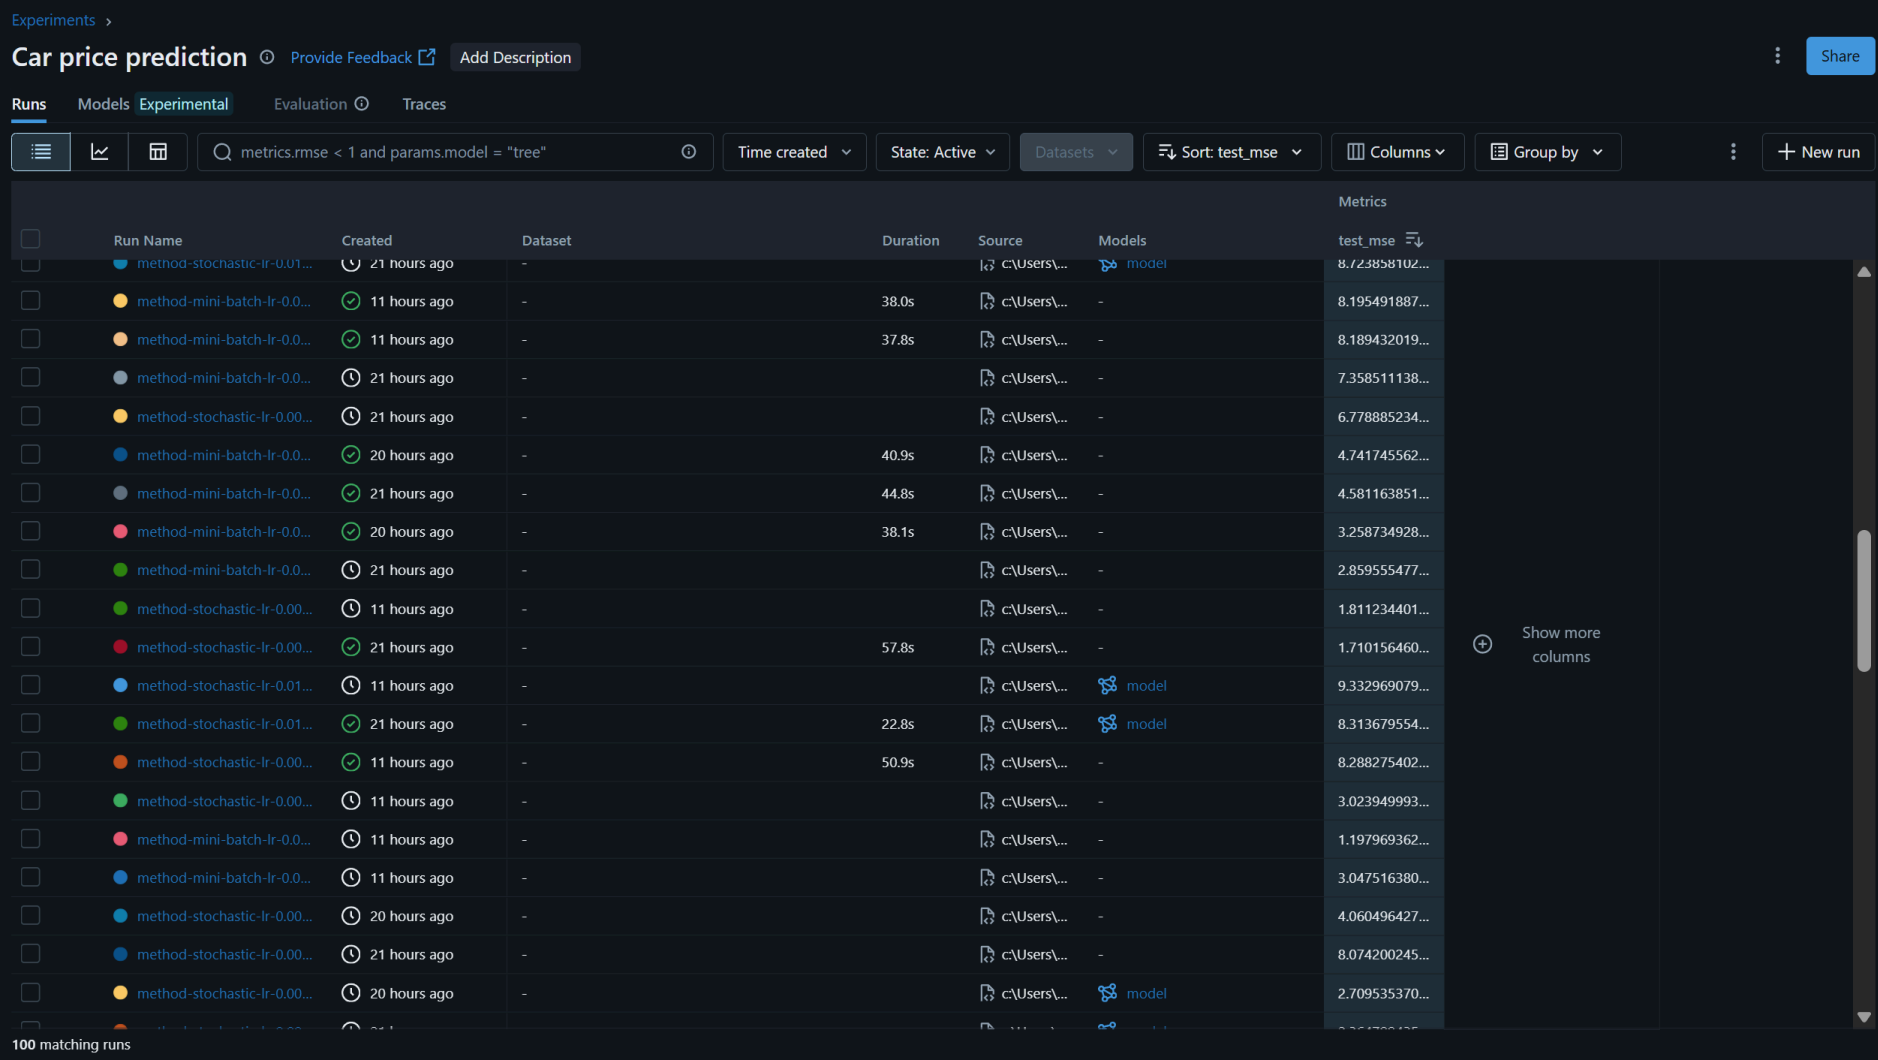 Experiments
Car price prediction Provide Feedback Add Description Share
Runs Models Experimental Evaluation Traces
metrics.rmse < 1 and params.model = "tree" Time created State: Active Datasets Sort: test_mse Columns Group by New run
Metrics
Run Name Created Dataset Duration Source Models test_mse
method-stochastic-lr-0.01... 21 hours ago - c:\Users\... model 8.723858102...
method-mini-batch-lr-0.0... 11 hours ago - 38.0s c:\Users\... - 8.195491887...
method-mini-batch-lr-0.0... 11 hours ago - 37.8s c:\Users\... - 8.189432019...
method-mini-batch-lr-0.0... 21 hours ago - c:\Users\... - 7.358511138...
method-stochastic-lr-0.00... 21 hours ago - c:\Users\... - 6.778885234...
method-mini-batch-lr-0.0... 20 hours ago - 40.9s c:\Users\... - 4.741745562...
method-mini-batch-lr-0.0... 21 hours ago - 44.8s c:\Users\... - 4.581163851...
method-mini-batch-lr-0.0... 20 hours ago - 38.1s c:\Users\... - 3.258734928...
method-mini-batch-lr-0.0... 21 hours ago - c:\Users\... - 2.859555477...
method-stochastic-lr-0.00... 11 hours ago - c:\Users\... - 1.811234401...
method-stochastic-lr-0.00... 21 hours ago - 57.8s c:\Users\... - 1.710156460...
Show more
columns
method-stochastic-lr-0.01... 11 hours ago - c:\Users\... model 9.332969079...
method-stochastic-lr-0.01... 21 hours ago - 22.8s c:\Users\... model 8.313679554...
method-stochastic-lr-0.00... 11 hours ago - 50.9s c:\Users\... - 8.288275402...
method-stochastic-lr-0.00... 11 hours ago - c:\Users\... - 3.023949993...
method-mini-batch-lr-0.0... 11 hours ago - c:\Users\... - 1.197969362...
method-mini-batch-lr-0.0... 11 hours ago - c:\Users\... - 3.047516380...
method-stochastic-lr-0.00... 20 hours ago - c:\Users\... - 4.060496427...
method-stochastic-lr-0.00... 21 hours ago - c:\Users\... - 8.074200245...
method-stochastic-lr-0.00... 20 hours ago - c:\Users\... model 2.709535370...
100 matching runs